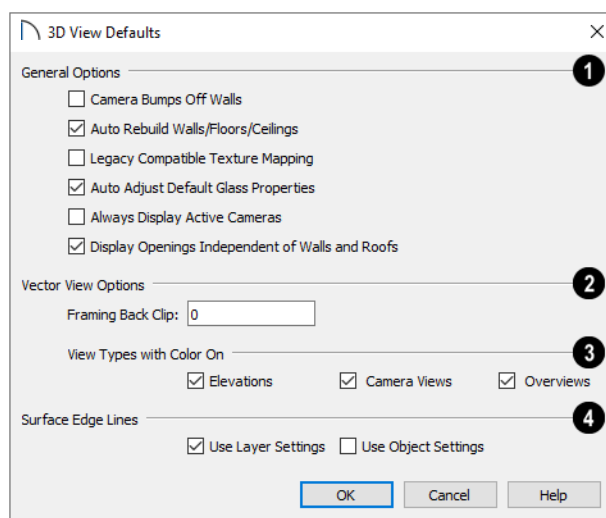 3D View Defaults
General Options 1
Camera Bumps Off Walls
Auto Rebuild Walls/Floors/Ceilings
Legacy Compatible Texture Mapping
Auto Adjust Default Glass Properties
Always Display Active Cameras
Display Openings Independent of Walls and Roofs
Vector View Options 2
Framing Back Clip: 0
View Types with Color On 3
Elevations Camera Views Overviews
Surface Edge Lines 4
Use Layer Settings Use Object Settings
OK Cancel Help